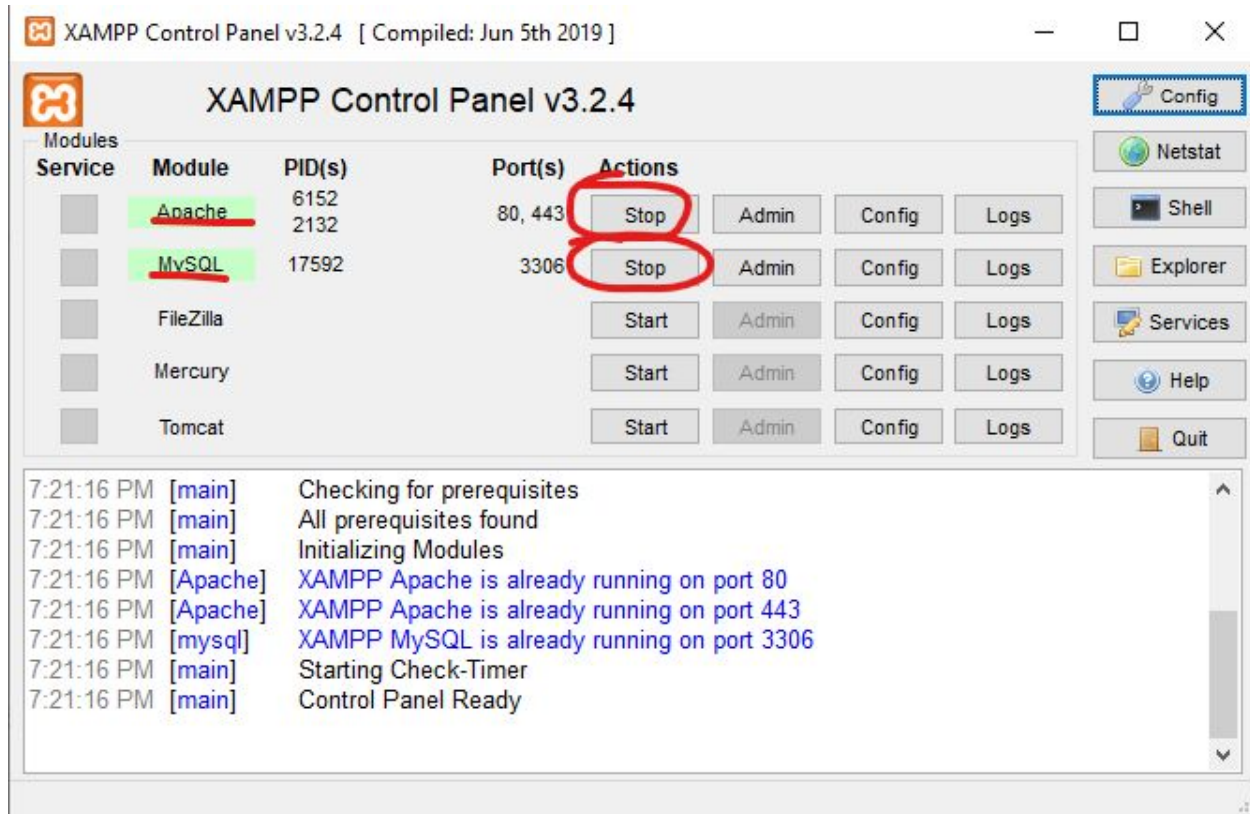 XAMPP Control Panel v3.2.4 [ Compiled: Jun 5th 2019 ]
XAMPP Control Panel v3.2.4
Config
Modules
Service Module PID(s) Port(s) Actions
Netstat
Apache 6152 2132 80, 443 Stop Admin Config Logs
Shell
MySQL 17592 3306 Stop Admin Config Logs
Explorer
FileZilla Start Admin Config Logs
Services
Mercury Start Admin Config Logs
Help
Tomcat Start Admin Config Logs
Quit
7:21:16 PM [main] Checking for prerequisites
7:21:16 PM [main] All prerequisites found
7:21:16 PM [main] Initializing Modules
7:21:16 PM [Apache] XAMPP Apache is already running on port 80
7:21:16 PM [Apache] XAMPP Apache is already running on port 443
7:21:16 PM [mysql] XAMPP MySQL is already running on port 3306
7:21:16 PM [main] Starting Check-Timer
7:21:16 PM [main] Control Panel Ready